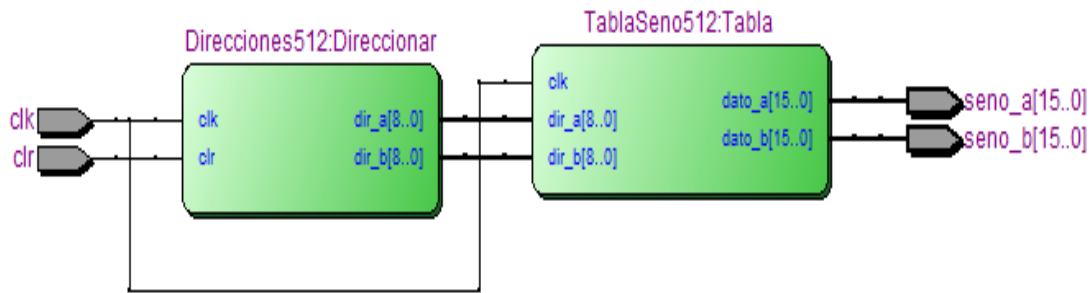 TablaSeno512:Tabla
Direcciones512:Direccionar
clk
clr
clk
clr
dir_a[8..0]
dir_b[8..0]
clk
dir_a[8..0]
dir_b[8..0]
dato_a[15..0]
dato_b[15..0]
seno_a[15..0]
seno_b[15..0]